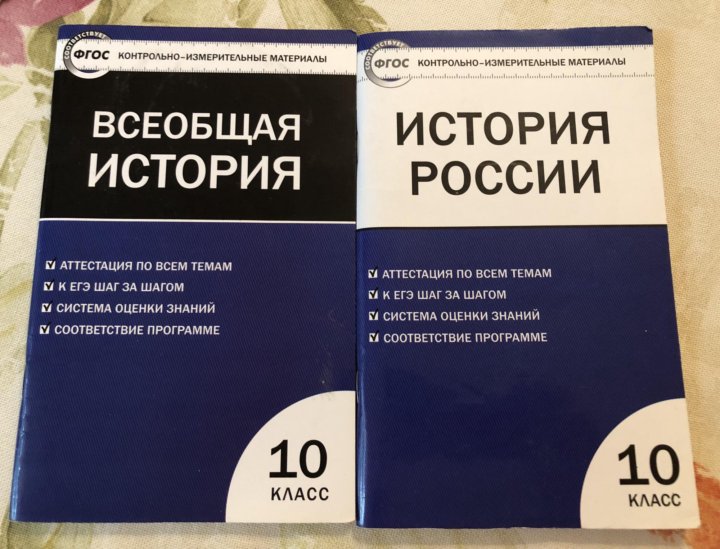 СООТВЕТСТВУЕТ
ФГОС
КОНТРОЛЬНО-ИЗМЕРИТЕЛЬНЫЕ МАТЕРИАЛЫ
ВСЕОБЩАЯ
ИСТОРИЯ
АТТЕСТАЦИЯ ПО ВСЕМ ТЕМАМ
К ЕГЭ ШАГ ЗА ШАГОМ
СИСТЕМА ОЦЕНКИ ЗНАНИЙ
СООТВЕТСТВИЕ ПРОГРАММЕ
10
КЛАСС
СООТВЕТСТВУЕТ
ФГОС
КОНТРОЛЬНО-ИЗМЕРИТЕЛЬНЫЕ МАТЕРИАЛЫ
ИСТОРИЯ
РОССИИ
АТТЕСТАЦИЯ ПО ВСЕМ ТЕМАМ
К ЕГЭ ШАГ ЗА ШАГОМ
СИСТЕМА ОЦЕНКИ ЗНАНИЙ
СООТВЕТСТВИЕ ПРОГРАММЕ
10
КЛАСС